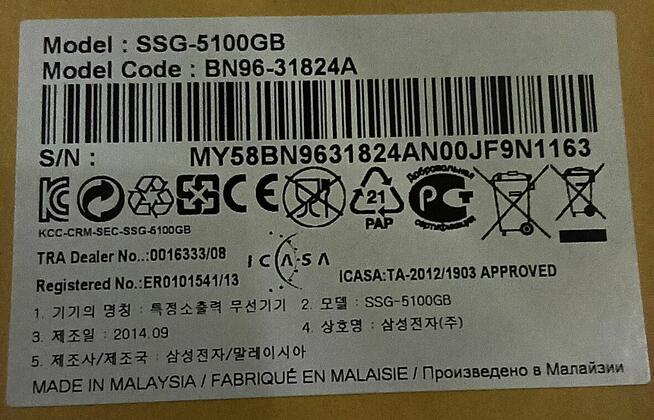 Model : SSG-5100GB
Model Code : BN96-31824A
S/N : MY58BN9631824AN00JF9N1163
21
PAP
Добровольная
сертификация
KCC-CRM-SEC-SSG-5100GB
TRA Dealer No.:0016333/08
ICASA
Registered No.:ER0101541/13
ICASA:TA-2012/1903 APPROVED
1. 기기의 명칭 : 특정소출력 무선기기 2. 모델 : SSG-5100GB
3. 제조일 : 2014.09 4. 상호명 : 삼성전자(주)
5. 제조사/제조국 : 삼성전자/말레이시아
MADE IN MALAYSIA / FABRIQUÉ EN MALAISIE / Произведено в Малайзии